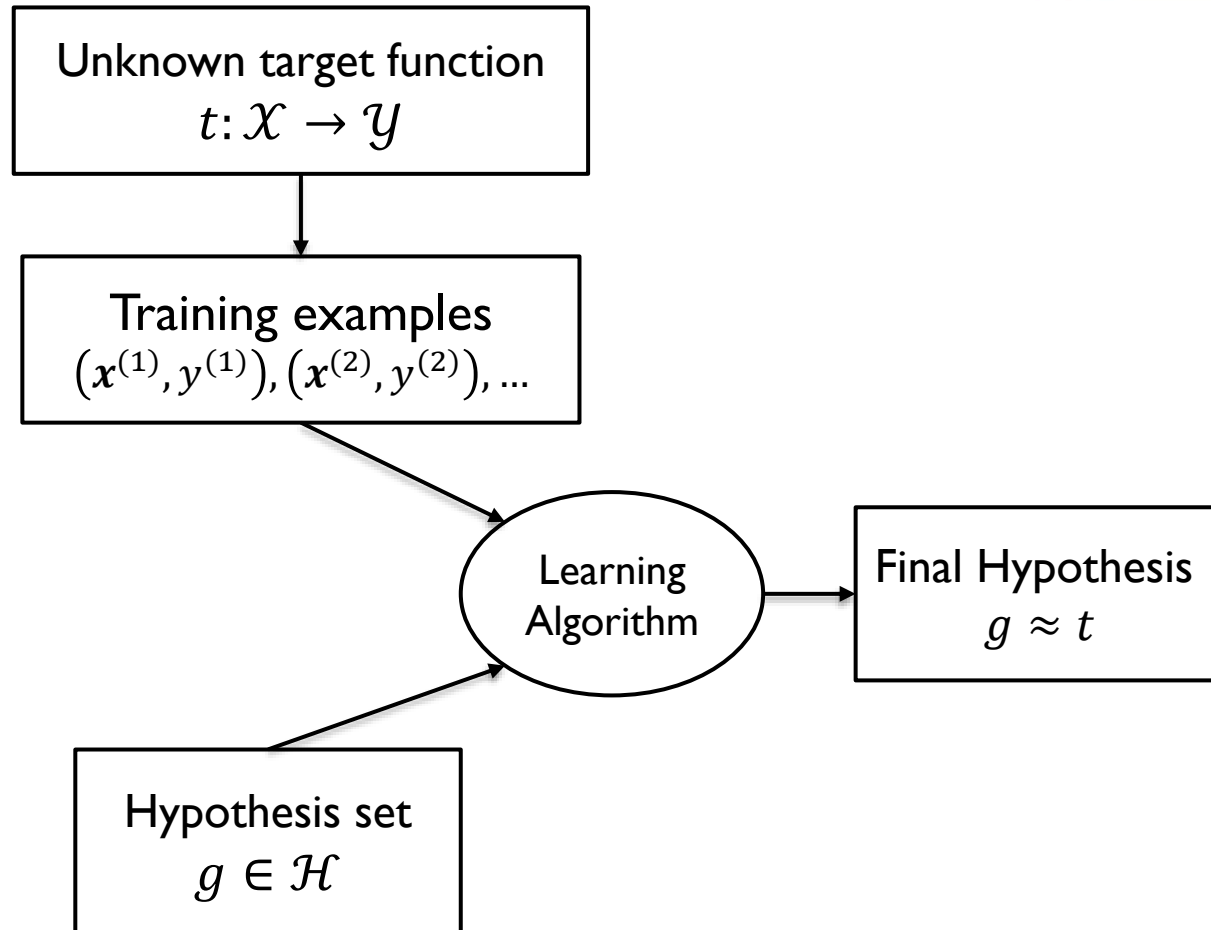 Unknown target function
𝑡: 𝒳 → 𝒴
Training examples
(𝒙⁽¹⁾, 𝑦⁽¹⁾), (𝒙⁽²⁾, 𝑦⁽²⁾), …
Learning
Algorithm
Final Hypothesis
𝑔 ≈ 𝑡
Hypothesis set
𝑔 ∈ ℋ